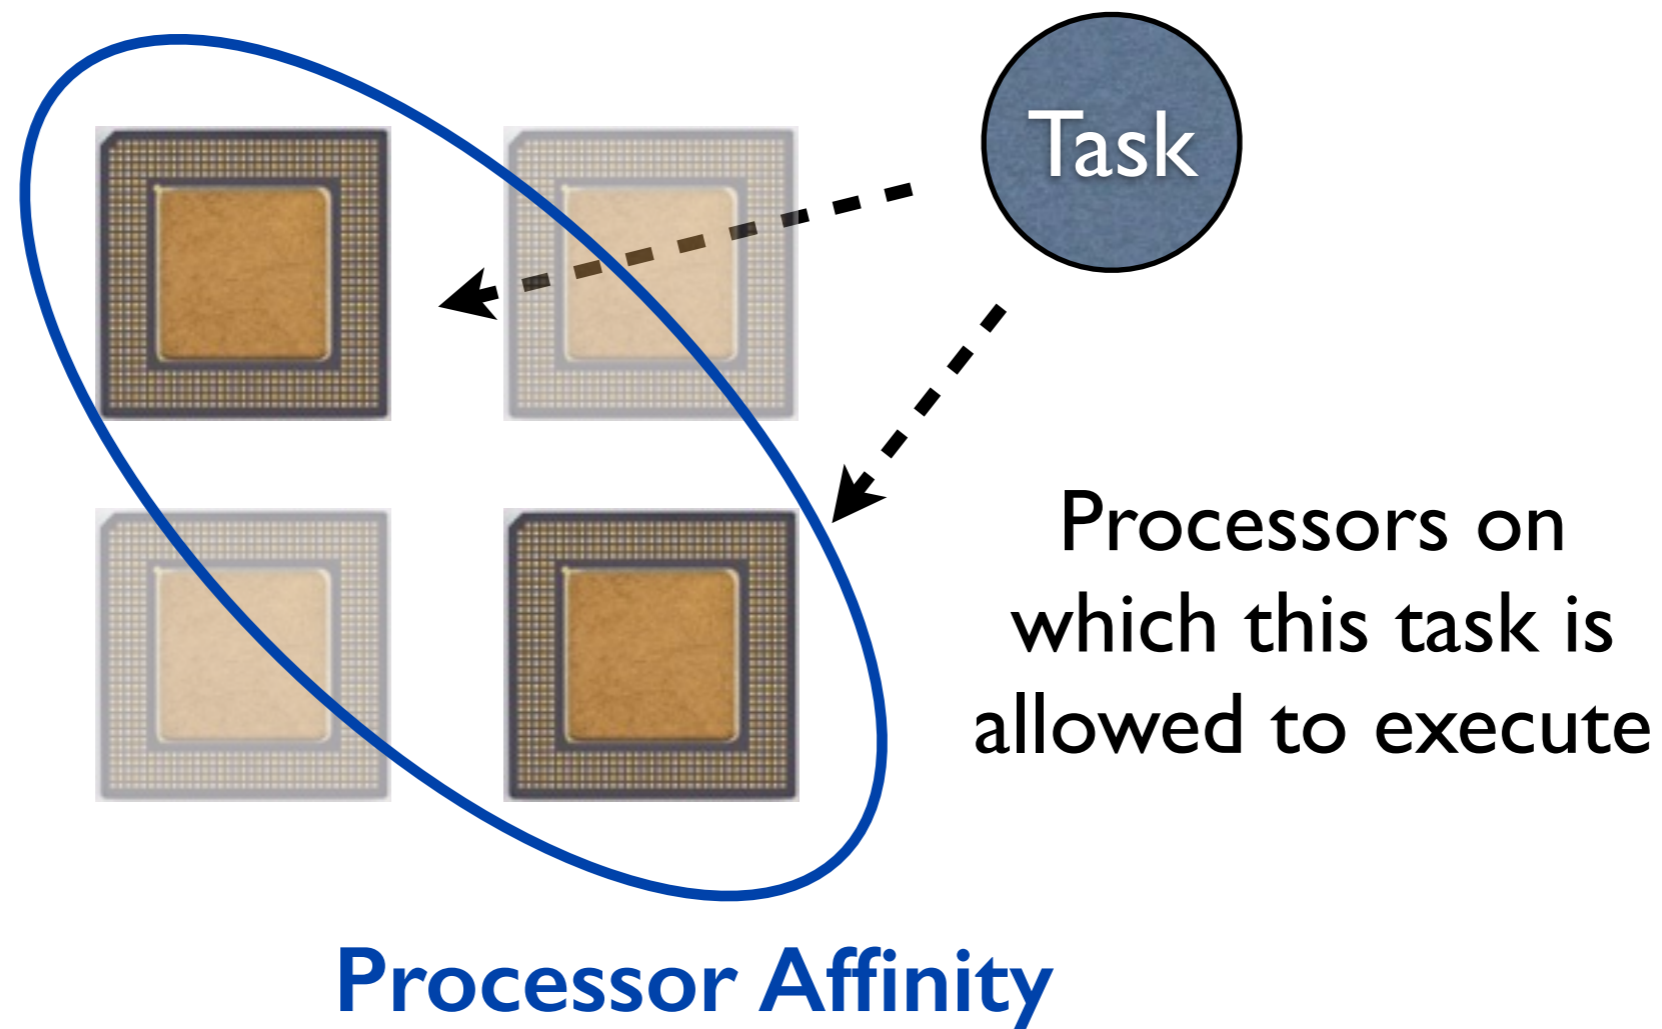 Task
Processors on
which this task is
allowed to execute
Processor Affinity